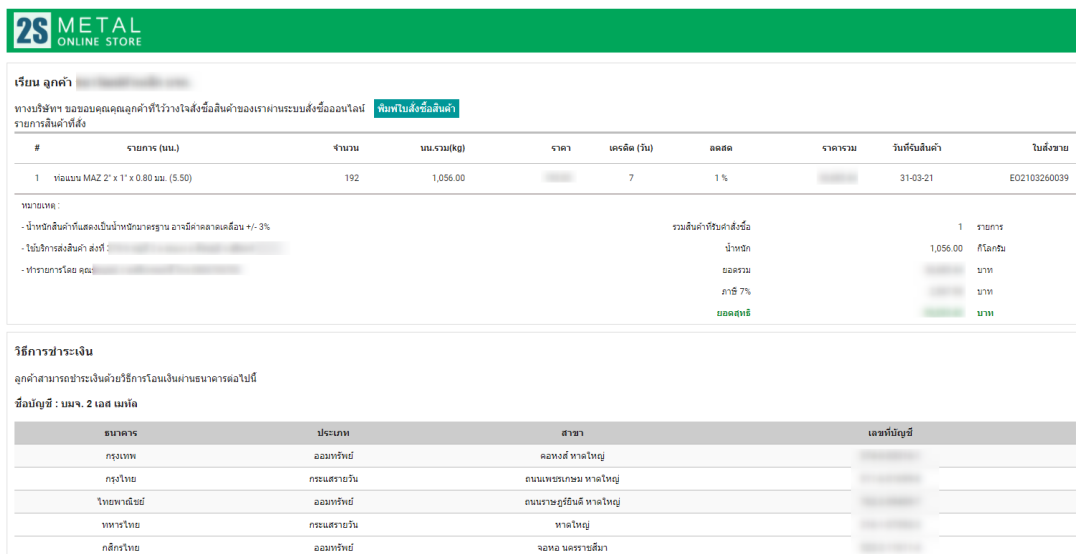 2S METAL
ONLINE STORE
เรียน ลูกค้า
ทางบริษัทฯ ขอขอบคุณคุณลูกค้าที่ไว้วางใจสั่งซื้อสินค้าของเราผ่านระบบสั่งซื้อออนไลน์ พิมพ์ใบสั่งซื้อสินค้า
รายการสินค้าที่สั่ง
# รายการ (นน.) จำนวน นน.รวม(kg) ราคา เครดิต (วัน) ลดสด ราคารวม วันที่รับสินค้า ใบสั่งขาย
1 ท่อแบน MAZ 2" x 1" x 0.80 มม. (5.50) 192 1,056.00 7 1 % 31-03-21 EO2103260039
หมายเหตุ :
- น้ำหนักสินค้าที่แสดงเป็นน้ำหนักมาตรฐาน อาจมีค่าคลาดเคลื่อน +/- 3% รวมสินค้าที่รับคำสั่งซื้อ 1 รายการ
- ใช้บริการส่งสินค้า ส่งที่ น้ำหนัก 1,056.00 กิโลกรัม
- ทำรายการโดย คุณ ยอดรวม บาท
ภาษี 7% บาท
ยอดสุทธิ บาท
วิธีการชำระเงิน
ลูกค้าสามารถชำระเงินด้วยวิธีการโอนเงินผ่านธนาคารต่อไปนี้
ชื่อบัญชี : บมจ. 2 เอส เมทัล
ธนาคาร ประเภท สาขา เลขที่บัญชี
กรุงเทพ ออมทรัพย์ คอหงส์ หาดใหญ่
กรุงไทย กระแสรายวัน ถนนเพชรเกษม หาดใหญ่
ไทยพาณิชย์ ออมทรัพย์ ถนนราษฎร์ยินดี หาดใหญ่
ทหารไทย กระแสรายวัน หาดใหญ่
กสิกรไทย ออมทรัพย์ จอหอ นครราชสีมา